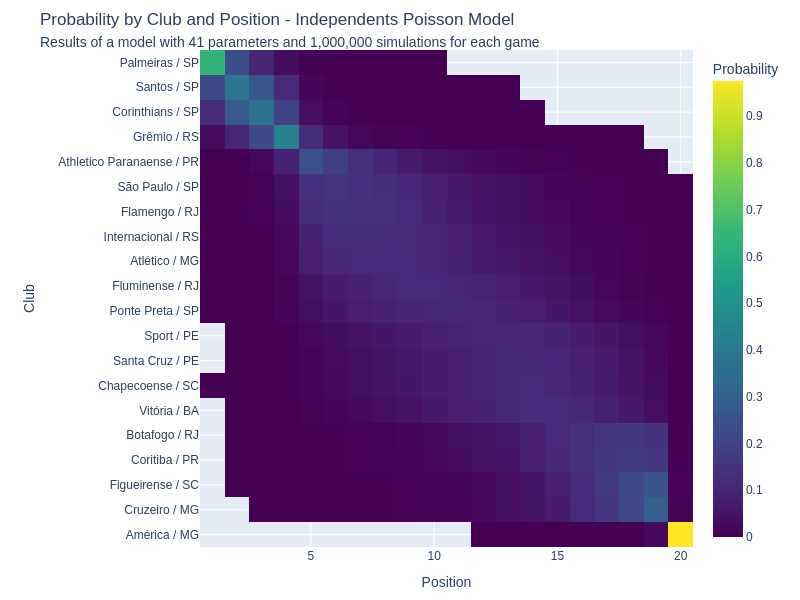 Probability by Club and Position - Independents Poisson Model
Results of a model with 41 parameters and 1,000,000 simulations for each game
Probability
Palmeiras / SP
Santos / SP
Corinthians / SP
Grêmio / RS
Athletico Paranaense / PR
São Paulo / SP
Flamengo / RJ
Internacional / RS
Atlético / MG
Fluminense / RJ
Ponte Preta / SP
Sport / PE
Santa Cruz / PE
Chapecoense / SC
Vitória / BA
Botafogo / RJ
Coritiba / PR
Figueirense / SC
Cruzeiro / MG
América / MG
Club
5
10
15
20
Position
0.9
0.8
0.7
0.6
0.5
0.4
0.3
0.2
0.1
0